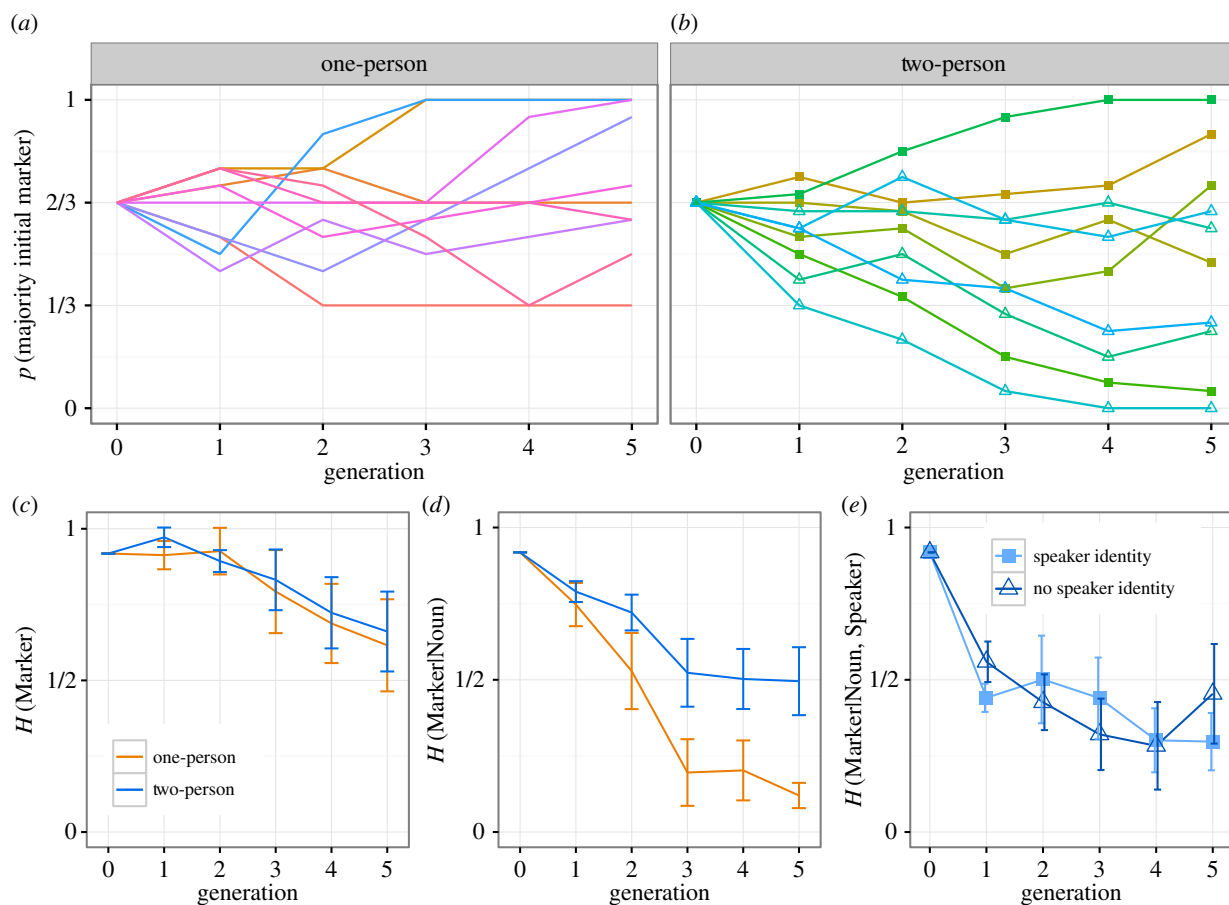 (a)
one-person
1
2/3
1/3
0
p (majority initial marker)
0 1 2 3 4 5
generation
(b)
two-person
0 1 2 3 4 5
generation
(c)
1
1/2
0
H (Marker)
one-person
two-person
0 1 2 3 4 5
generation
(d)
1
1/2
0
H (Marker|Noun)
0 1 2 3 4 5
generation
(e)
1
1/2
0
H (Marker|Noun, Speaker)
speaker identity
no speaker identity
0 1 2 3 4 5
generation